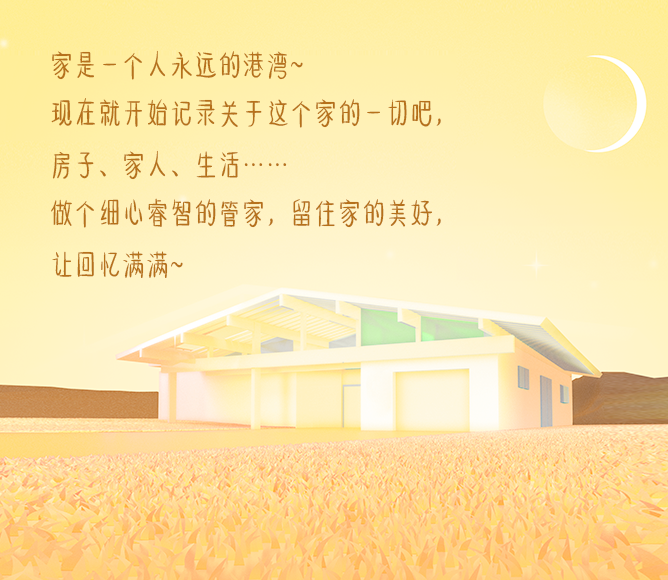 家是一个人永远的港湾~
现在就开始记录关于这个家的一切吧，
房子、家人、生活……
做个细心睿智的管家，留住家的美好，
让回忆满满~